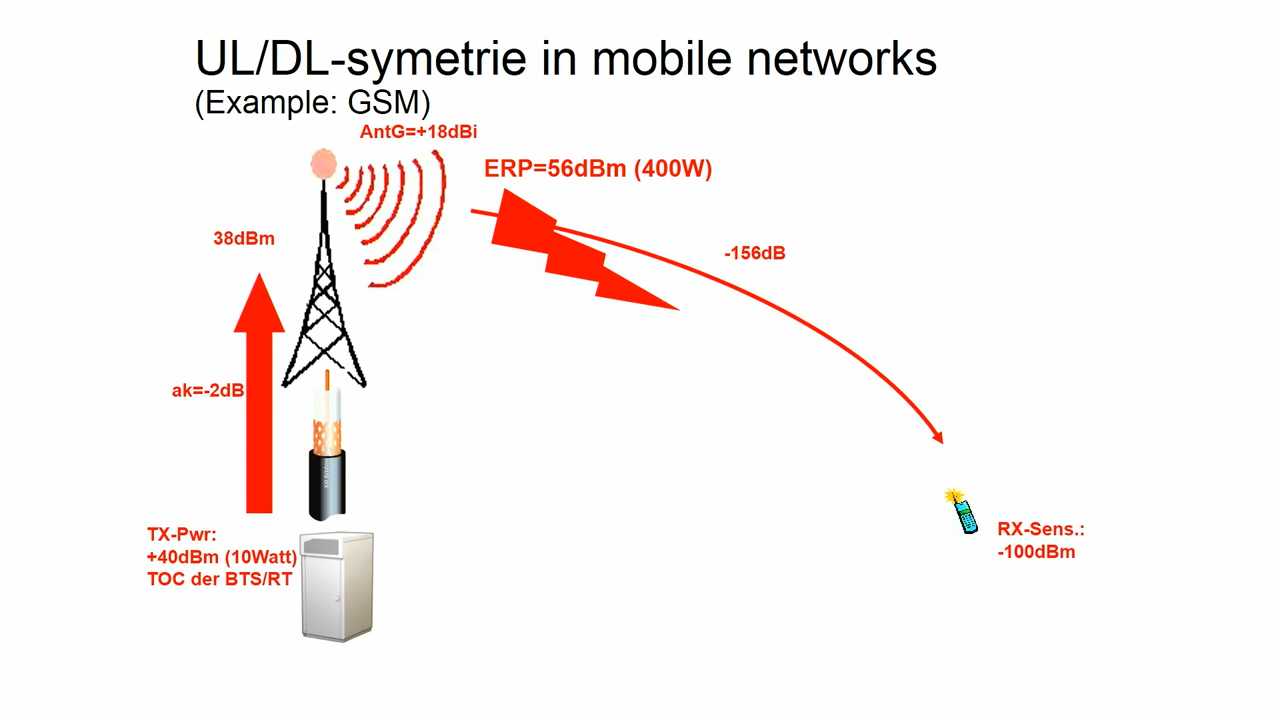 UL/DL-symetrie in mobile networks
(Example: GSM)
AntG=+18dBi
ERP=56dBm (400W)
38dBm
-156dB
ak=-2dB
TX-Pwr:
+40dBm (10Watt)
TOC der BTS/RT
RX-Sens.:
-100dBm